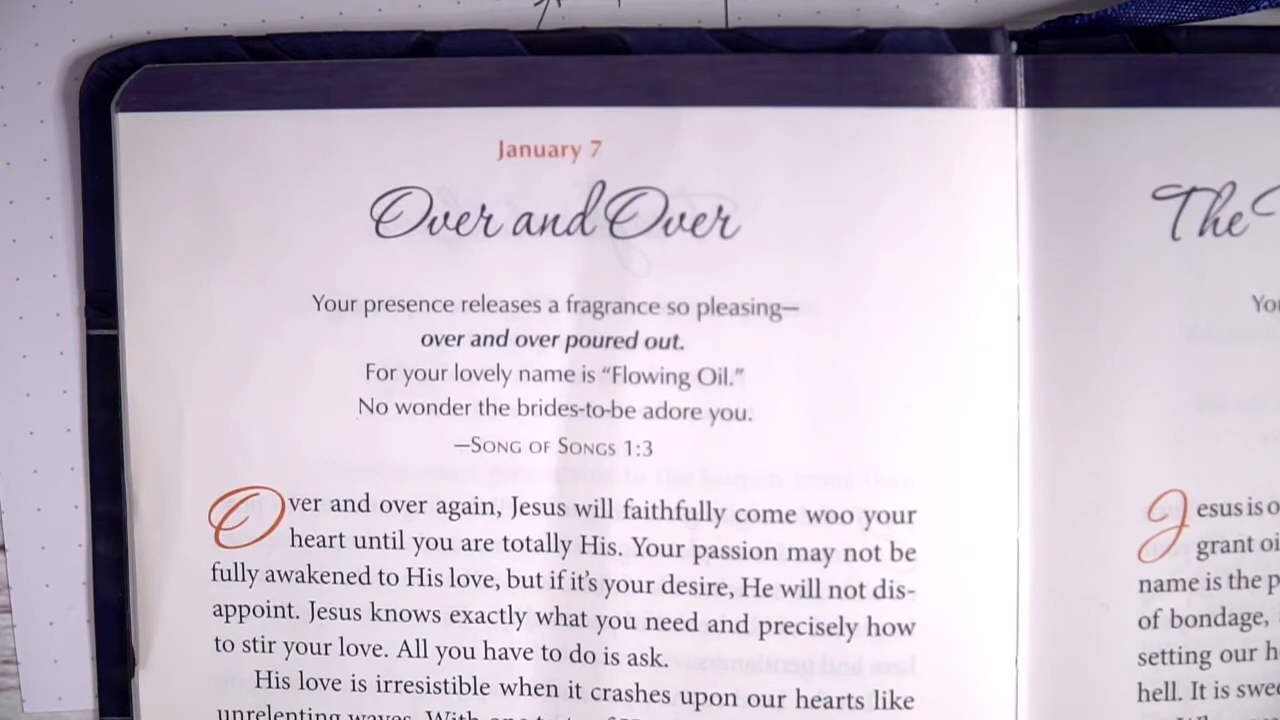 January 7
Over and Over
Your presence releases a fragrance so pleasing—
over and over poured out.
For your lovely name is “Flowing Oil.”
No wonder the brides-to-be adore you.
—Song of Songs 1:3
Over and over again, Jesus will faithfully come woo your
heart until you are totally His. Your passion may not be
fully awakened to His love, but if it’s your desire, He will not dis-
appoint. Jesus knows exactly what you need and precisely how
to stir your love. All you have to do is ask.
His love is irresistible when it crashes upon our hearts like
unrelenting waves. With one
The
Jesus is
grant
name is the
of bondage,
setting our
hell. It is